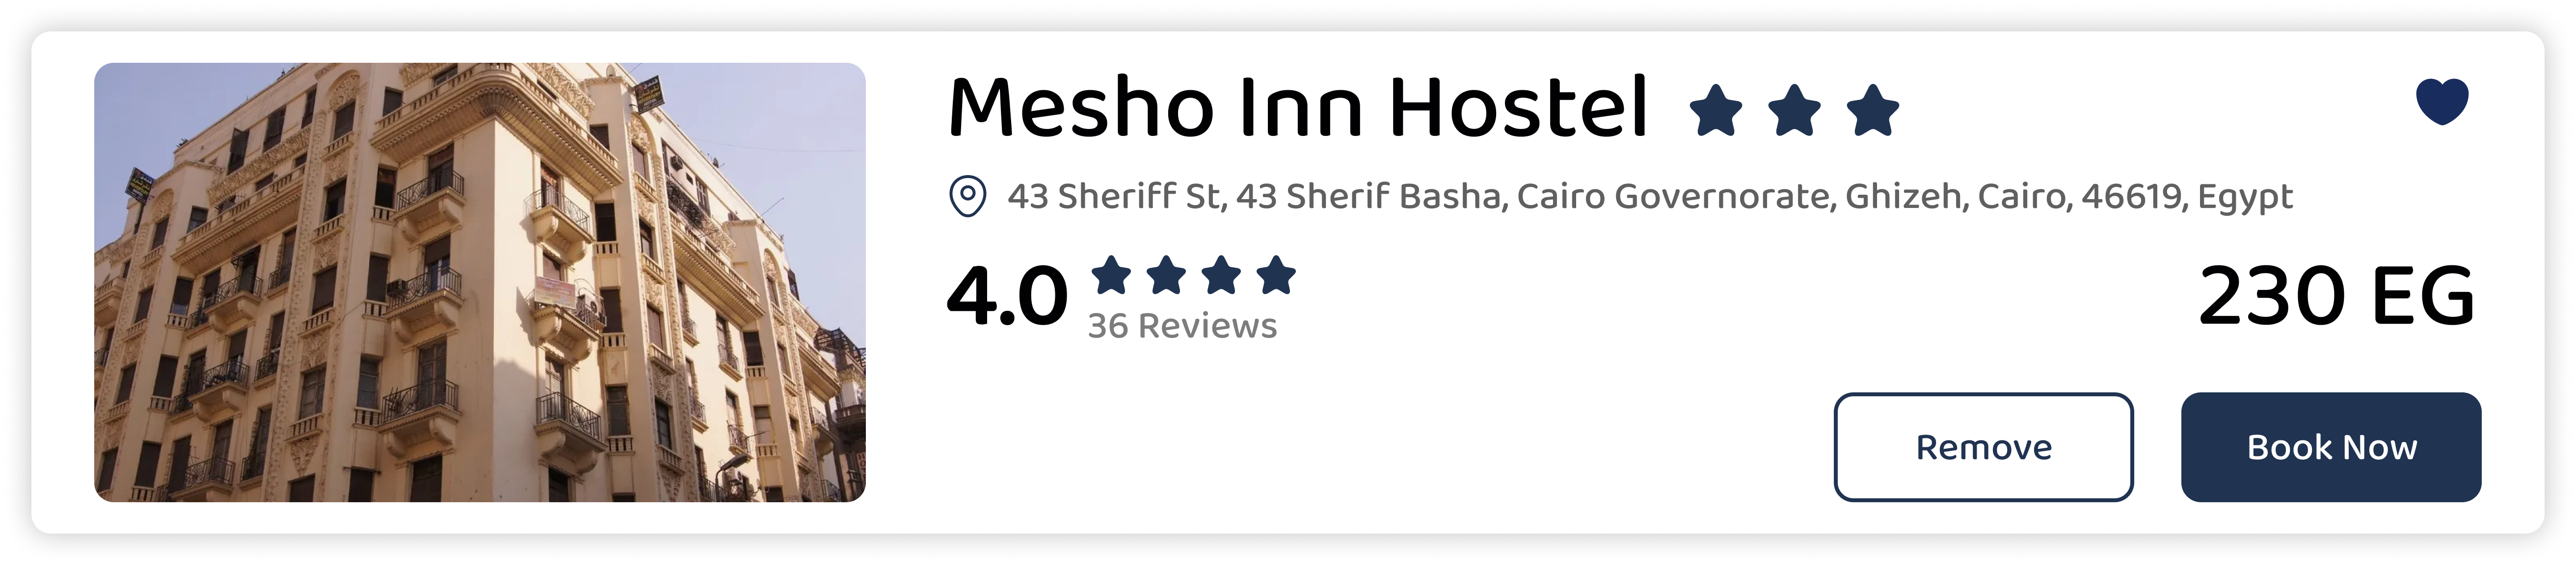 Mesho Inn Hostel
43 Sheriff St, 43 Sherif Basha, Cairo Governorate, Ghizeh, Cairo, 46619, Egypt
4.0
36 Reviews
230 EG
Remove
Book Now